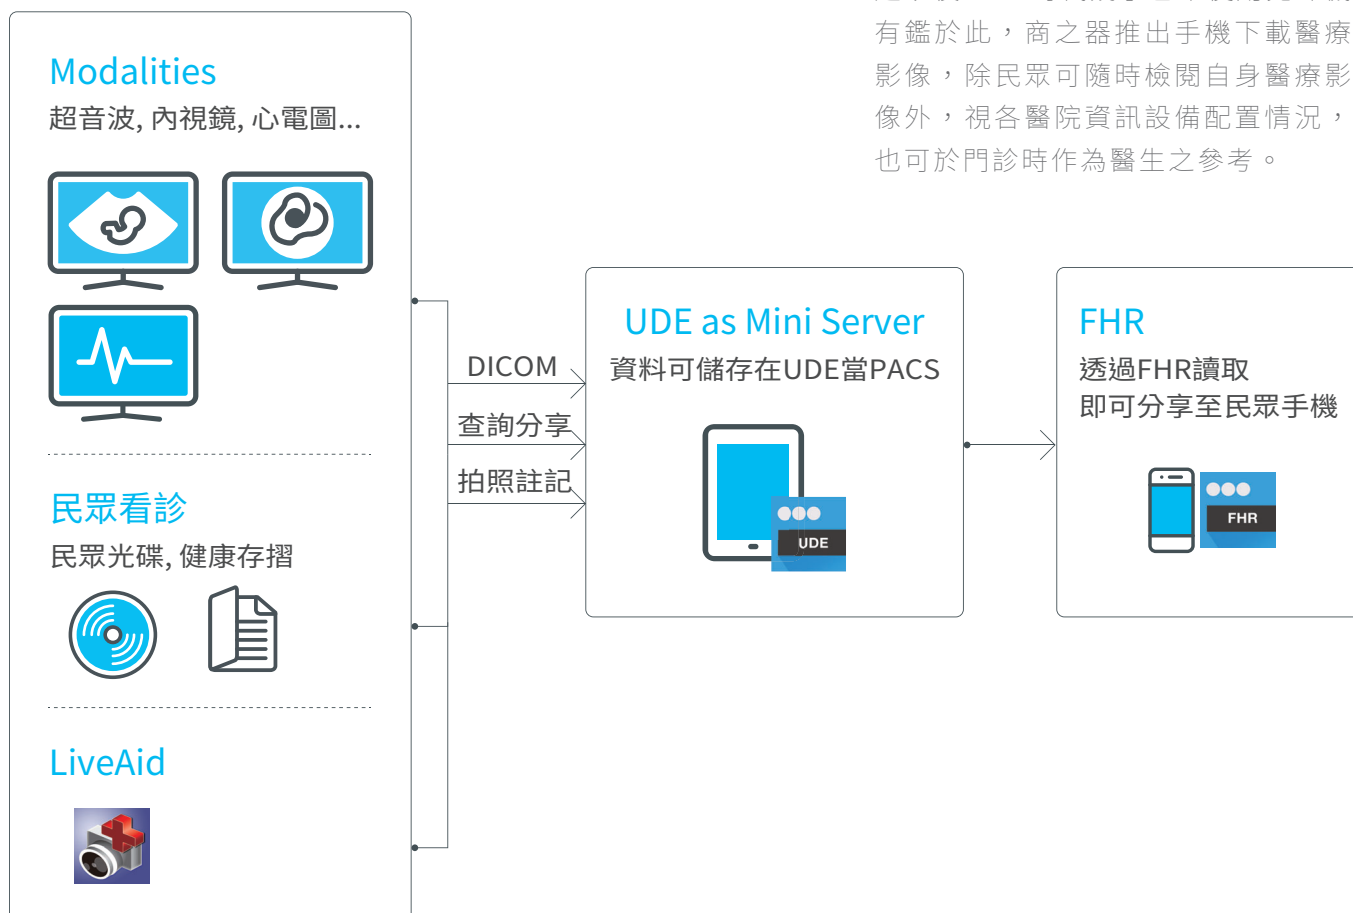 有鑑於此，商之器推出手機下載醫療
影像，除民眾可隨時檢閱自身醫療影
像外，視各醫院資訊設備配置情況，
也可於門診時作為醫生之參考。
Modalities
超音波, 內視鏡, 心電圖...
民眾看診
民眾光碟, 健康存摺
LiveAid
DICOM
查詢分享
拍照註記
UDE as Mini Server
資料可儲存在UDE當PACS
UDE
FHR
透過FHR讀取
即可分享至民眾手機
FHR